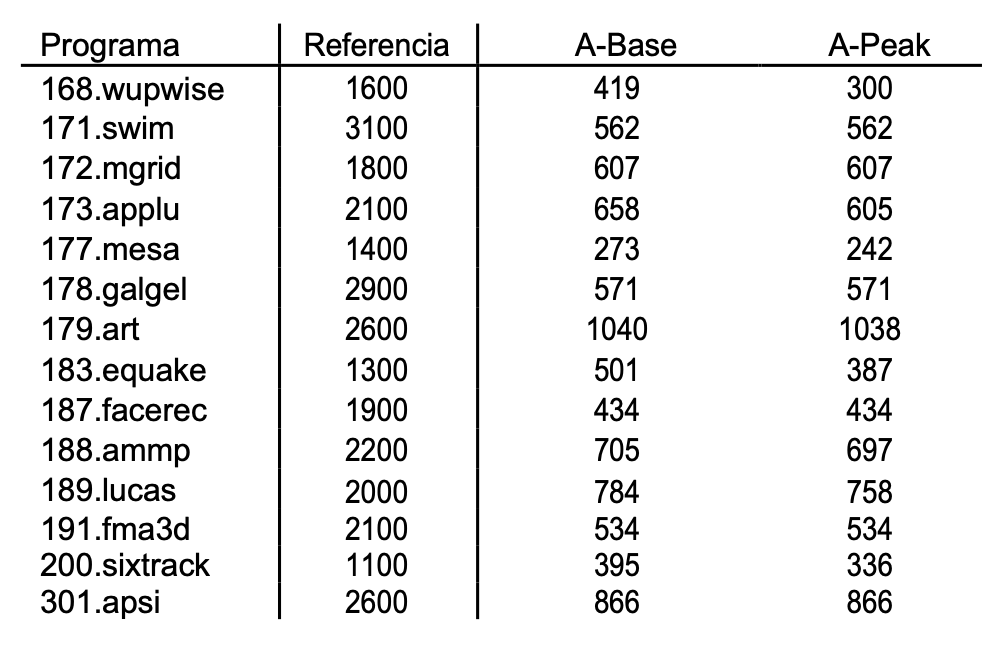 Programa Referencia A-Base A-Peak
168.wupwise 1600 419 300
171.swim 3100 562 562
172.mgrid 1800 607 607
173.applu 2100 658 605
177.mesa 1400 273 242
178.galgel 2900 571 571
179.art 2600 1040 1038
183.equake 1300 501 387
187.facerec 1900 434 434
188.ammp 2200 705 697
189.lucas 2000 784 758
191.fma3d 2100 534 534
200.sixtrack 1100 395 336
301.apsi 2600 866 866